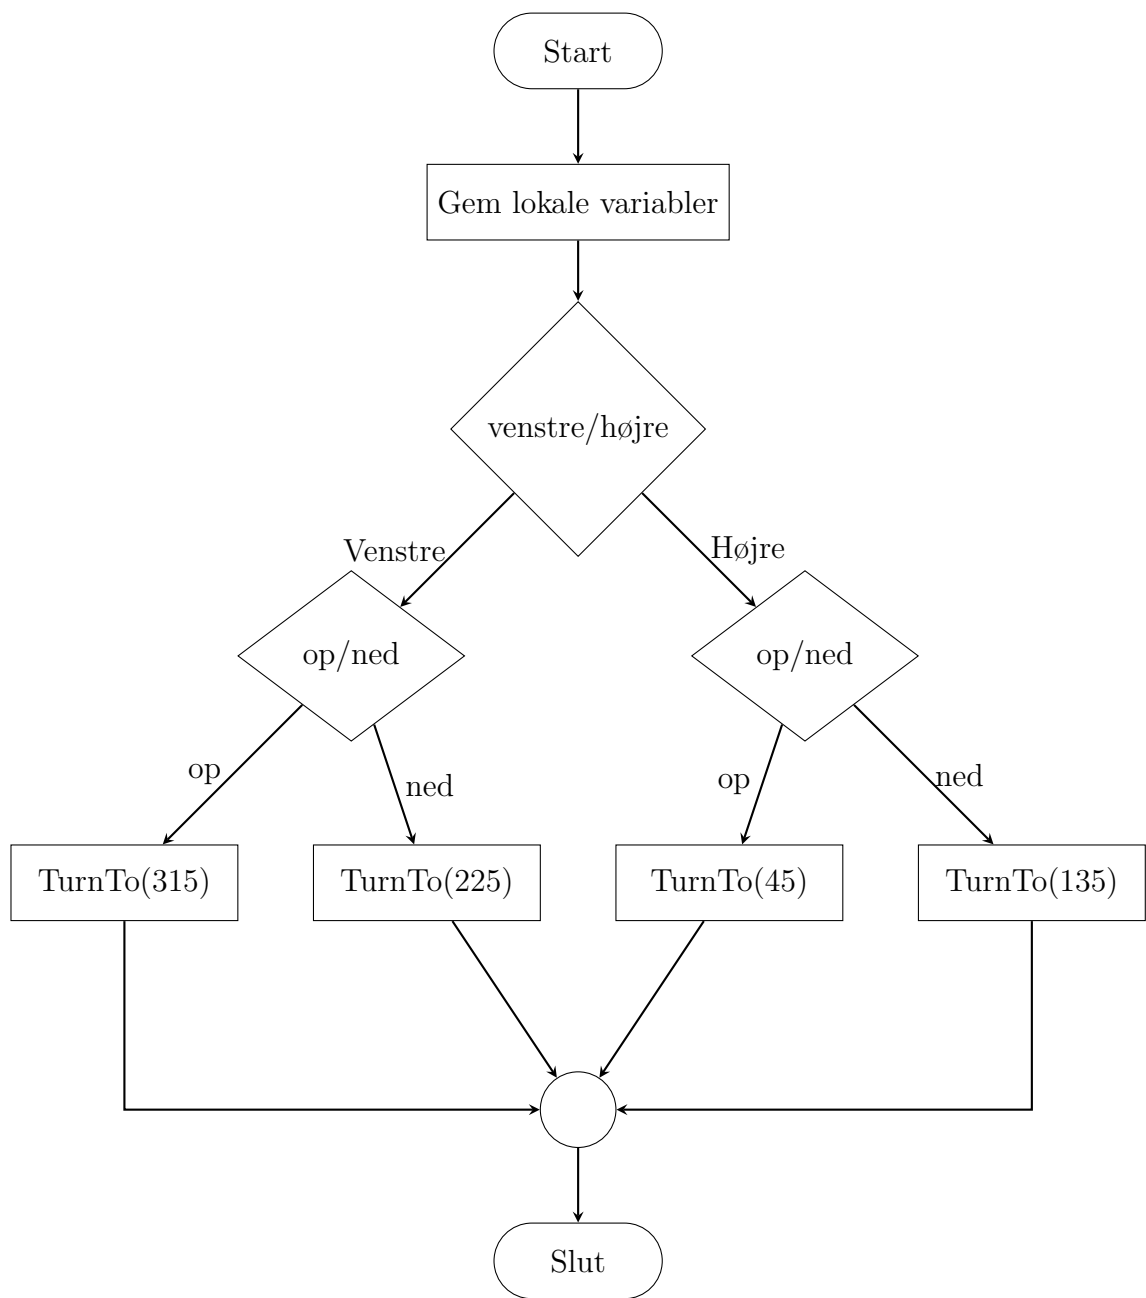 Start
Gem lokale variabler
venstre/højre
Venstre
Højre
op/ned
op/ned
op
ned
op
ned
TurnTo(315)
TurnTo(225)
TurnTo(45)
TurnTo(135)
Slut